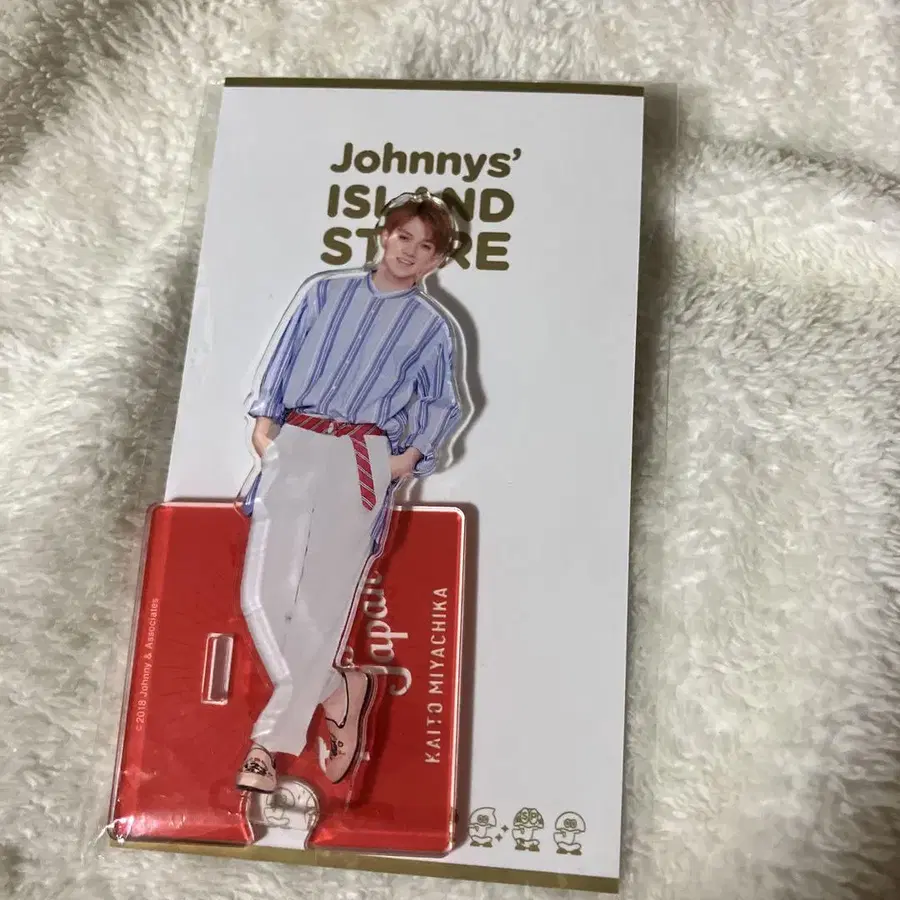 Johnnys'
ISLAND
STORE
©2018 Johnny & Associates
Japan
KAITO MIYACHIKA